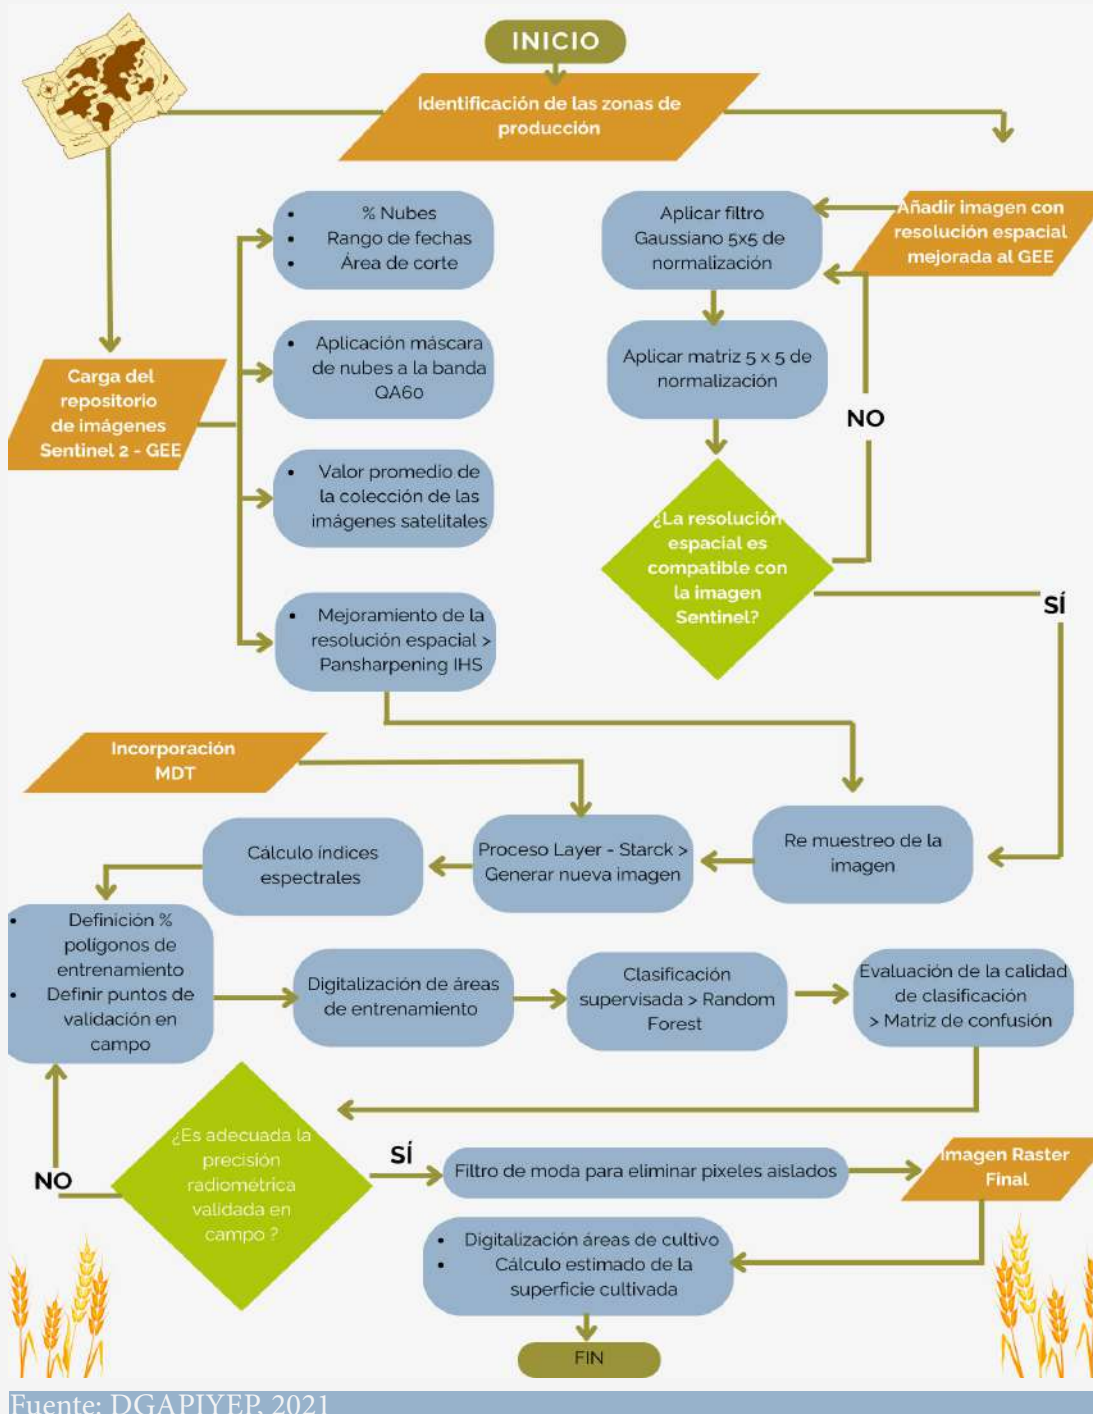 INICIO
Identificación de las zonas de
producción
% Nubes
Rango de fechas
Área de corte
Aplicar filtro
Gaussiano 5x5 de
normalización
Añadir imagen con
resolución espacial
mejorada al GEE
Aplicación máscara
de nubes a la banda
QA60
Aplicar matriz 5 x 5 de
normalización
Carga del
repositorio
de imágenes
Sentinel 2 - GEE
NO
Valor promedio de
la colección de las
imágenes satelitales
¿La resolución
espacial es
compatible con
la imagen
Sentinel?
SÍ
Mejoramiento de la
resolución espacial >
Pansharpening IHS
Incorporación
MDT
Cálculo índices
espectrales
Proceso Layer - Starck >
Generar nueva imagen
Re muestreo de la
imagen
Definición %
polígonos de
entrenamiento
Definir puntos de
validación en
campo
Digitalización de áreas
de entrenamiento
Clasificación
supervisada > Random
Forest
Evaluación de la calidad
de clasificación
> Matriz de confusión
¿Es adecuada la
precisión
radiométrica
validada en
campo ?
NO
SÍ
Filtro de moda para eliminar pixeles aislados
Imagen Raster
Final
Digitalización áreas de cultivo
Cálculo estimado de la
superficie cultivada
FIN
Fuente: DGAPIYEP, 2021